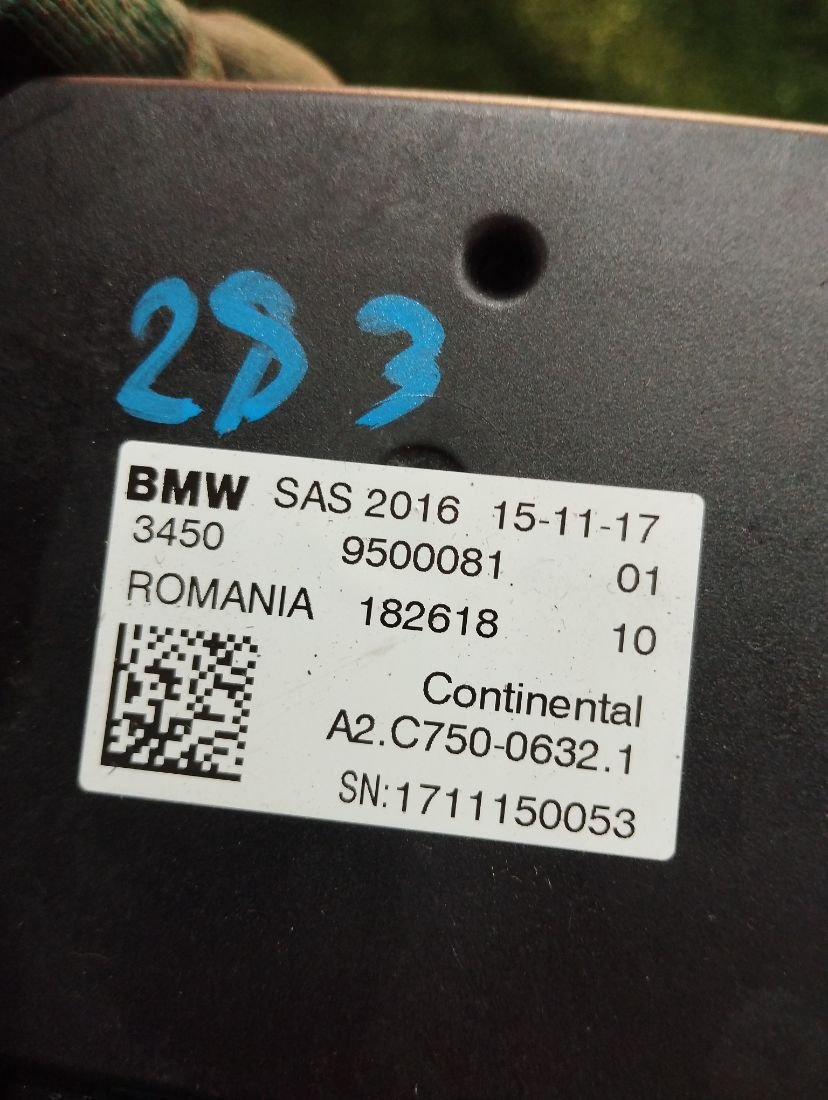 283
BMW SAS 2016 15-11-17
3450 9500081 01
ROMANIA 182618 10
Continental
A2.C750-0632.1
SN:1711150053